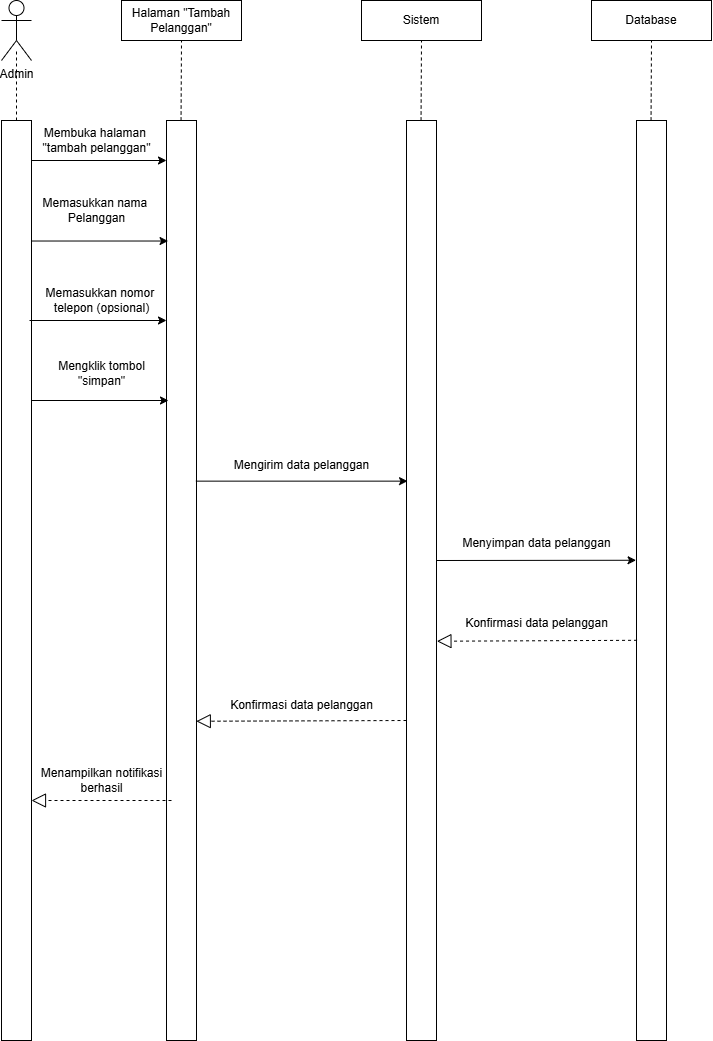 Admin
Halaman "Tambah
Pelanggan"
Sistem
Database
Membuka halaman
"tambah pelanggan"
Memasukkan nama
Pelanggan
Memasukkan nomor
telepon (opsional)
Mengklik tombol
"simpan"
Mengirim data pelanggan
Menyimpan data pelanggan
Konfirmasi data pelanggan
Konfirmasi data pelanggan
Menampilkan notifikasi
berhasil